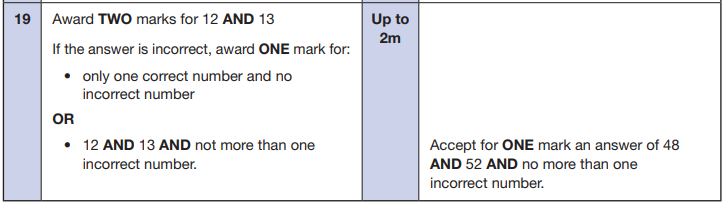 19
Award TWO marks for 12 AND 13
If the answer is incorrect, award ONE mark for:
• only one correct number and no
incorrect number
OR
• 12 AND 13 AND not more than one
incorrect number.
Up to
2m
Accept for ONE mark an answer of 48
AND 52 AND no more than one
incorrect number.